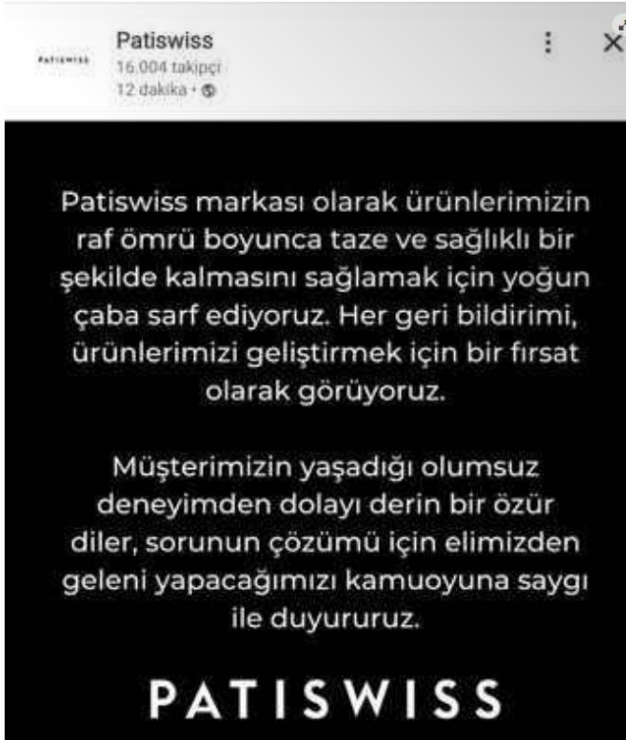 Patiswiss
PATISWISS
16.004 takipçi
12 dakika •
Patiswiss markası olarak ürünlerimizin
raf ömrü boyunca taze ve sağlıklı bir
şekilde kalmasını sağlamak için yoğun
çaba sarf ediyoruz. Her geri bildirimi,
ürünlerimizi geliştirmek için bir fırsat
olarak görüyoruz.
Müşterimizin yaşadığı olumsuz
deneyimden dolayı derin bir özür
diler, sorunun çözümü için elimizden
geleni yapacağımızı kamuoyuna saygı
ile duyururuz.
PATISWISS